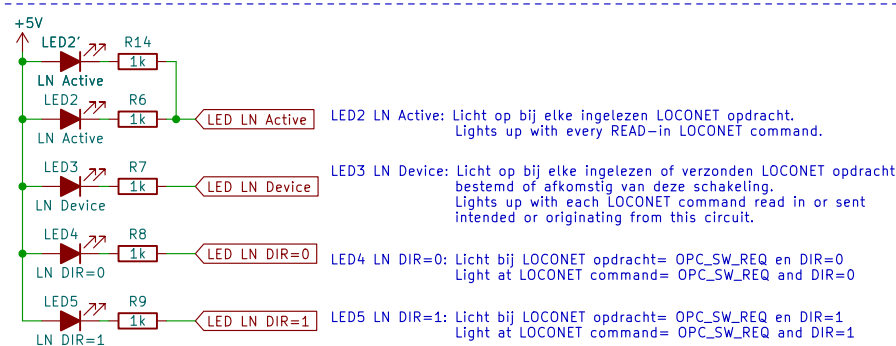 +5V
LED2' R14
1k
LN Active
LED2 R6
1k LED LN Active
LN Active
LED2 LN Active: Licht op bij elke ingelezen LOCONET opdracht.
Lights up with every READ-in LOCONET command.
LED3 R7
1k LED LN Device
LN Device
LED3 LN Device: Licht op bij elke ingelezen of verzonden LOCONET opdracht
bestemd of afkomstig van deze schakeling.
Lights up with each LOCONET command read in or sent
intended or originating from this circuit.
LED4 R8
1k LED LN DIR=0
LN DIR=0
LED4 LN DIR=0: Licht bij LOCONET opdracht= OPC_SW_REQ en DIR=0
Light at LOCONET command= OPC_SW_REQ and DIR=0
LED5 R9
1k LED LN DIR=1
LN DIR=1
LED5 LN DIR=1: Licht bij LOCONET opdracht= OPC_SW_REQ en DIR=1
Light at LOCONET command= OPC_SW_REQ and DIR=1